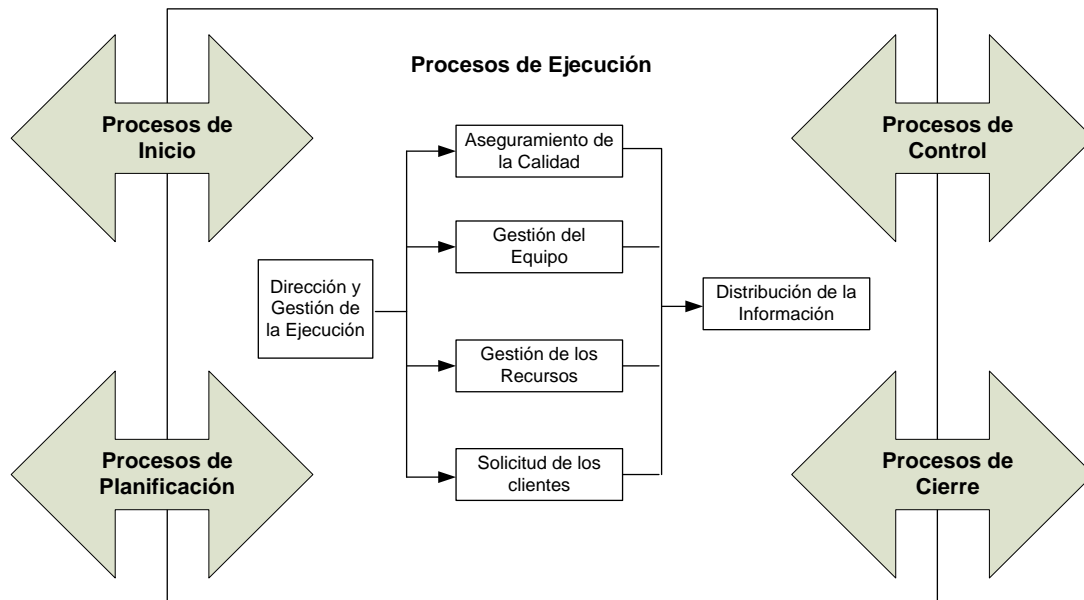 Procesos de Ejecución
Procesos de
Inicio
Procesos de
Control
Aseguramiento de
la Calidad
Gestión del
Equipo
Dirección y
Gestión de
la Ejecución
Distribución de la
Información
Gestión de los
Recursos
Procesos de
Planificación
Solicitud de los
clientes
Procesos de
Cierre